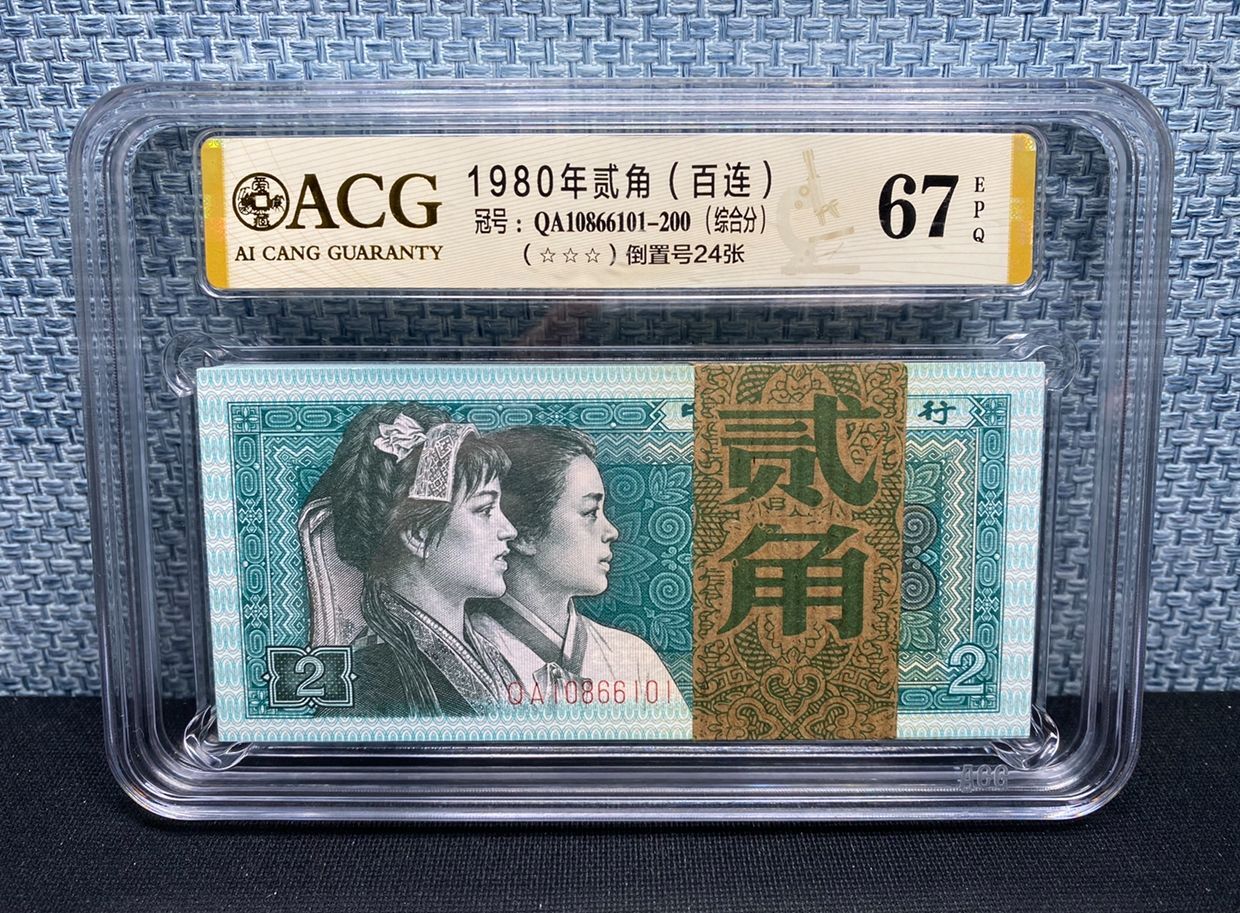 ACG
AI CANG GUARANTY
1980年贰角（百连）
冠号：QA10866101-200（综合分）
（☆☆☆）倒置号24张
67
EPQ
行
贰角
2
QA10866101
2
ACG